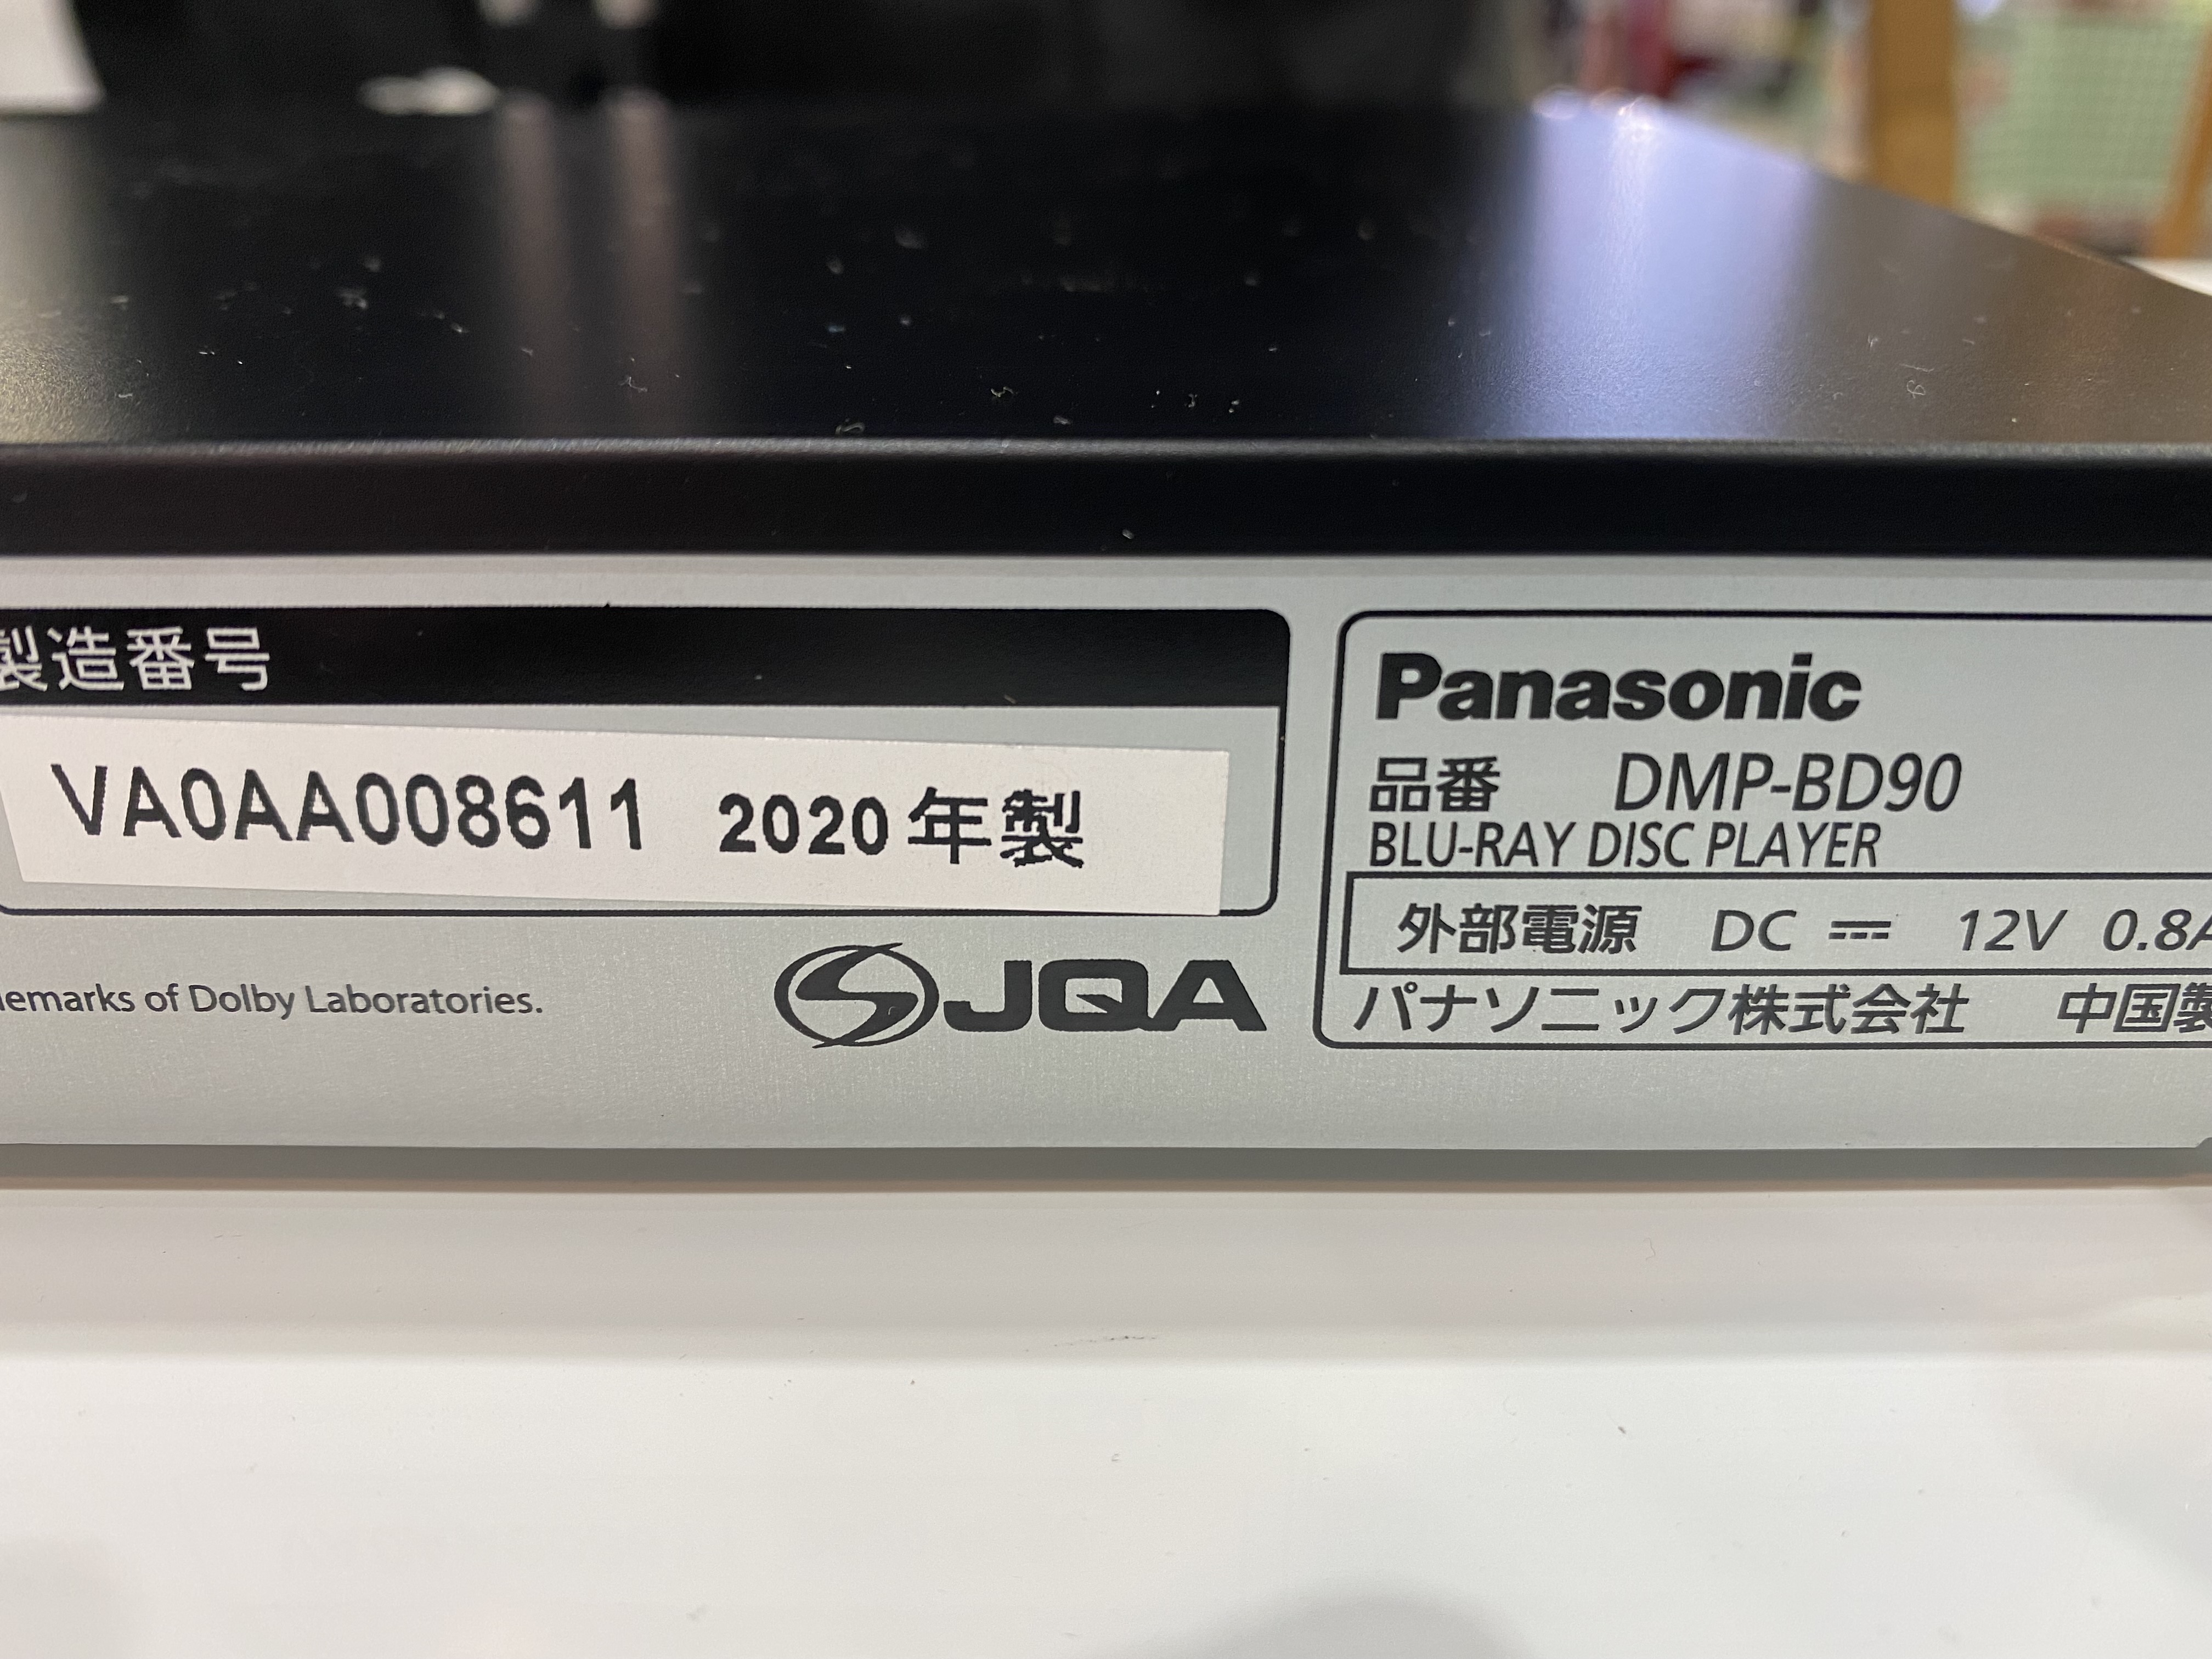 製造番号
VA0AA008611 2020年製
demarks of Dolby Laboratories.
JQA
Panasonic
品番 DMP-BD90
BLU-RAY DISC PLAYER
外部電源 DC ⎓ 12V 0.8A
パナソニック株式会社 中国製